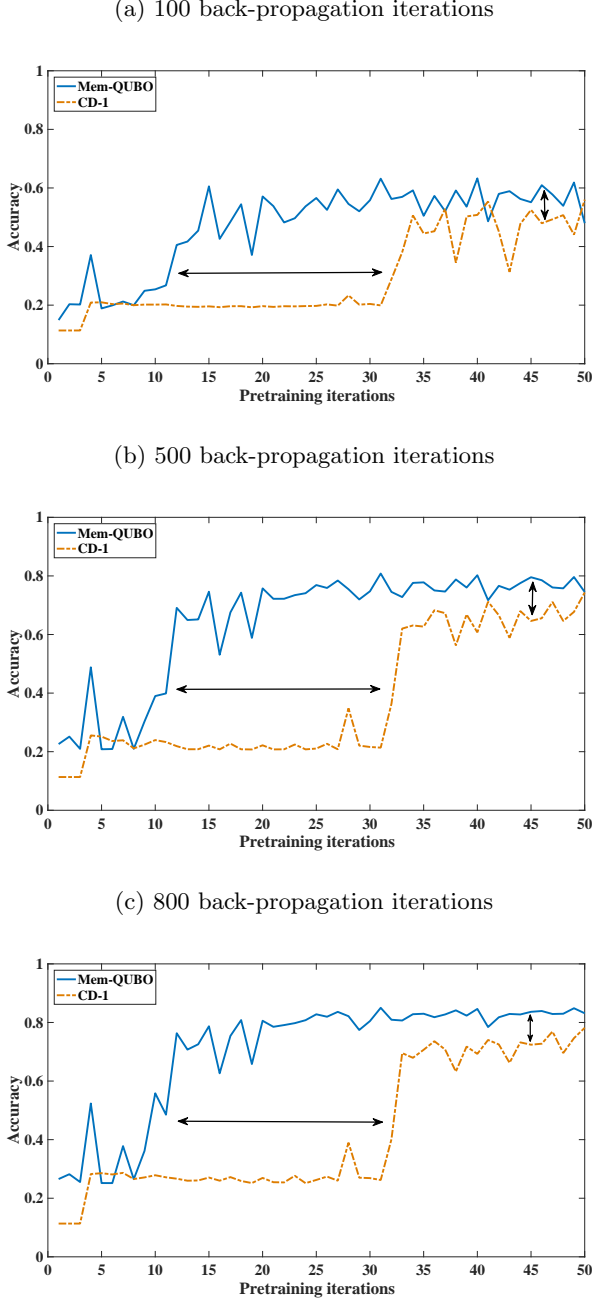 (a) 100 back-propagation iterations
1
0.8
0.6
0.4
0.2
0
Accuracy
Mem-QUBO
CD-1
0 5 10 15 20 25 30 35 40 45 50
Pretraining iterations
(b) 500 back-propagation iterations
1
0.8
0.6
0.4
0.2
0
Accuracy
Mem-QUBO
CD-1
0 5 10 15 20 25 30 35 40 45 50
Pretraining iterations
(c) 800 back-propagation iterations
1
0.8
0.6
0.4
0.2
0
Accuracy
Mem-QUBO
CD-1
0 5 10 15 20 25 30 35 40 45 50
Pretraining iterations